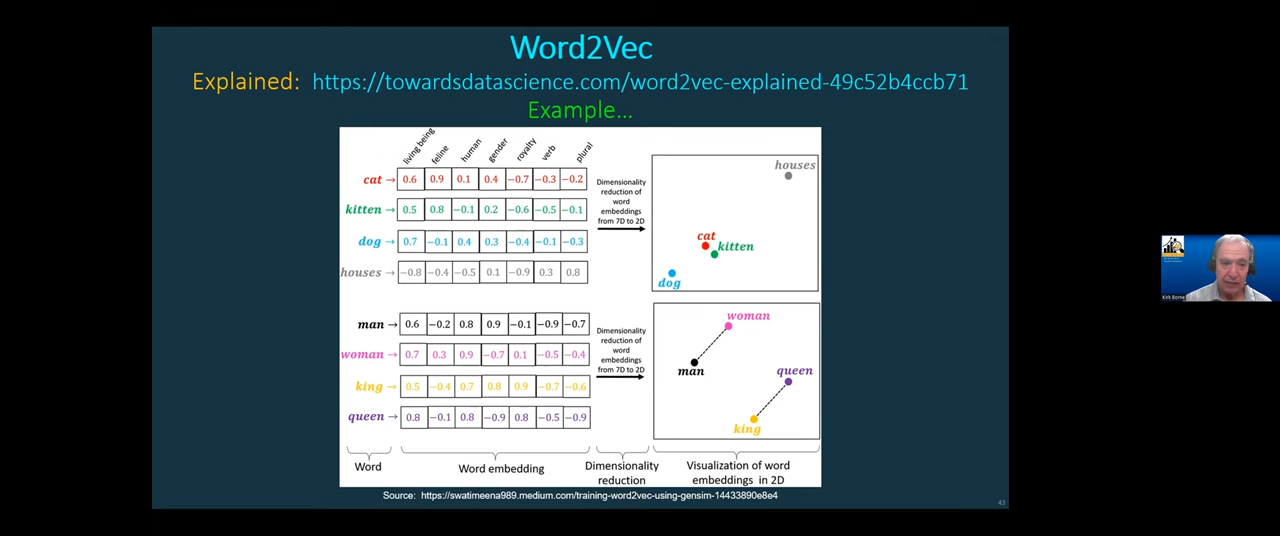 Word2Vec
Explained: https://towardsdatascience.com/word2vec-explained-49c52b4ccb71
Example...
living being feline human gender royalty verb plural
cat → 0.6 0.9 0.1 0.4 −0.7 −0.3 −0.2
kitten → 0.5 0.8 −0.1 0.2 −0.6 −0.5 −0.1
dog → 0.7 −0.1 0.4 0.3 −0.4 −0.1 −0.3
houses → −0.8 −0.4 −0.5 0.1 −0.9 0.3 0.8
Dimensionality
reduction of
word
embeddings
from 7D to 2D
houses
cat
kitten
dog
man → 0.6 −0.2 0.8 0.9 −0.1 −0.9 −0.7
woman → 0.7 0.3 0.9 −0.7 0.1 −0.5 −0.4
king → 0.5 −0.4 0.7 0.8 0.9 −0.7 −0.6
queen → 0.8 −0.1 0.8 −0.9 0.8 −0.5 −0.9
Dimensionality
reduction of
word
embeddings
from 7D to 2D
woman
man
queen
king
Word
Word embedding
Dimensionality
reduction
Visualization of word
embeddings in 2D
Source: https://swatimeena989.medium.com/training-word2vec-using-gensim-14433890e8e4
43
Kirk Borne